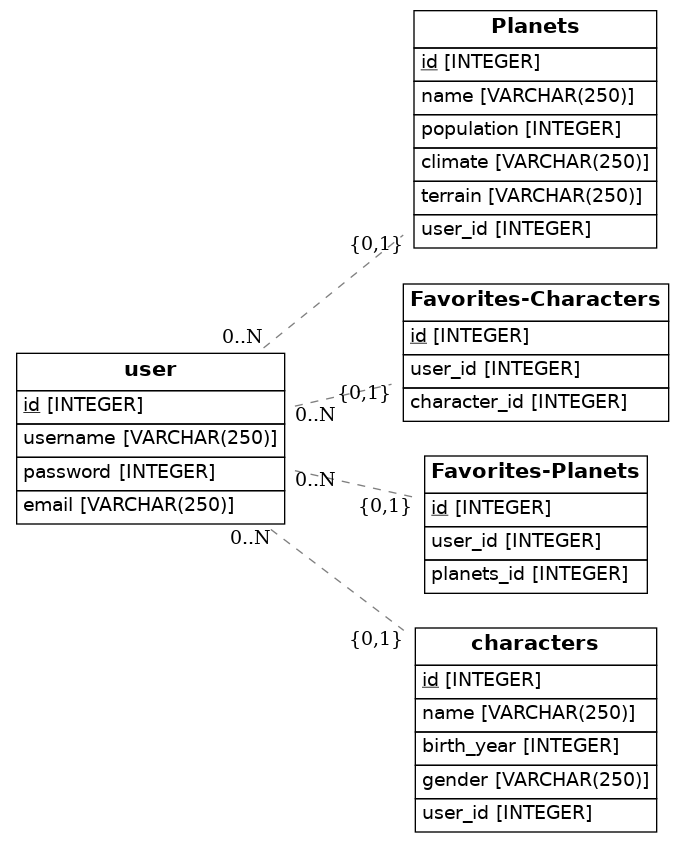 Planets
id [INTEGER]
name [VARCHAR(250)]
population [INTEGER]
climate [VARCHAR(250)]
terrain [VARCHAR(250)]
user_id [INTEGER]
{0,1}
0..N
Favorites-Characters
id [INTEGER]
user_id [INTEGER]
character_id [INTEGER]
{0,1}
0..N
user
id [INTEGER]
username [VARCHAR(250)]
password [INTEGER]
email [VARCHAR(250)]
Favorites-Planets
id [INTEGER]
user_id [INTEGER]
planets_id [INTEGER]
0..N
{0,1}
0..N
{0,1}
characters
id [INTEGER]
name [VARCHAR(250)]
birth_year [INTEGER]
gender [VARCHAR(250)]
user_id [INTEGER]